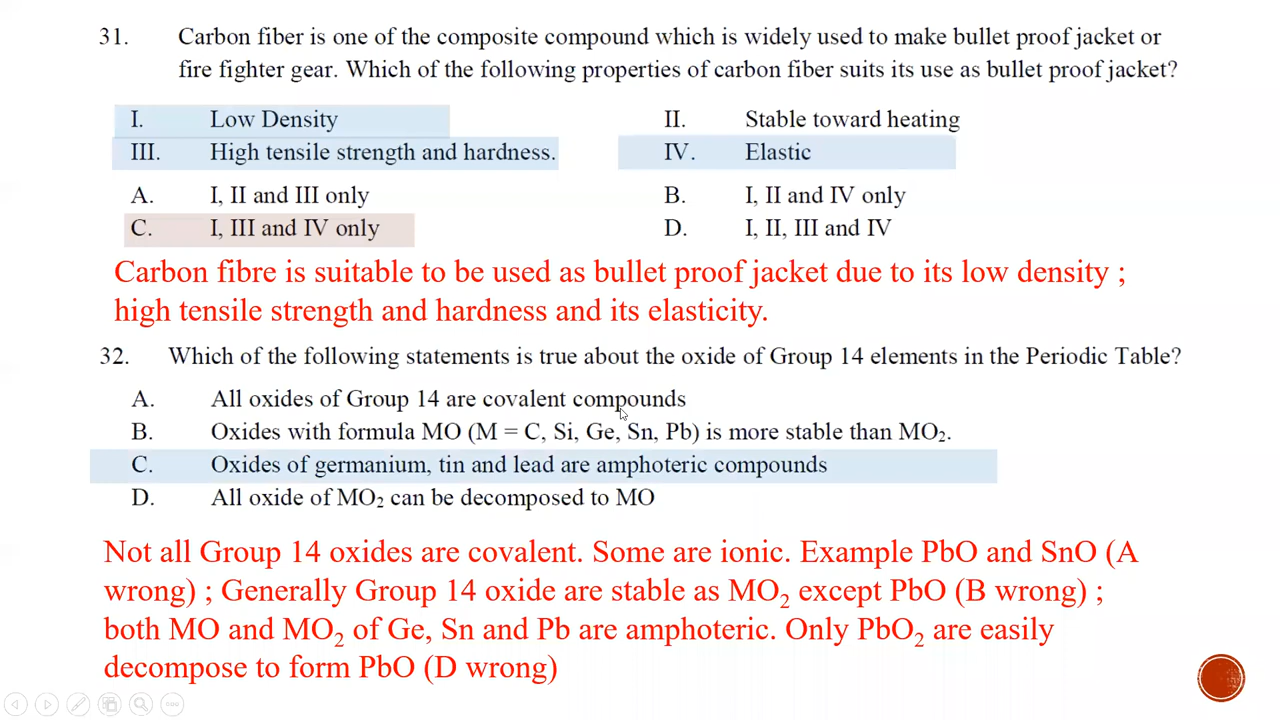 31. Carbon fiber is one of the composite compound which is widely used to make bullet proof jacket or
fire fighter gear. Which of the following properties of carbon fiber suits its use as bullet proof jacket?
I. Low Density II. Stable toward heating
III. High tensile strength and hardness. IV. Elastic
A. I, II and III only B. I, II and IV only
C. I, III and IV only D. I, II, III and IV
Carbon fibre is suitable to be used as bullet proof jacket due to its low density ;
high tensile strength and hardness and its elasticity.
32. Which of the following statements is true about the oxide of Group 14 elements in the Periodic Table?
A. All oxides of Group 14 are covalent compounds
B. Oxides with formula MO (M = C, Si, Ge, Sn, Pb) is more stable than MO₂.
C. Oxides of germanium, tin and lead are amphoteric compounds
D. All oxide of MO₂ can be decomposed to MO
Not all Group 14 oxides are covalent. Some are ionic. Example PbO and SnO (A
wrong) ; Generally Group 14 oxide are stable as MO₂ except PbO (B wrong) ;
both MO and MO₂ of Ge, Sn and Pb are amphoteric. Only PbO₂ are easily
decompose to form PbO (D wrong)